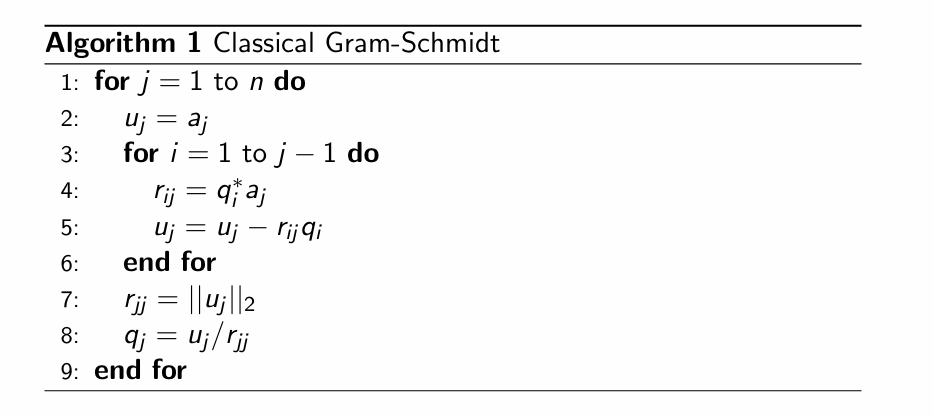 Algorithm 1 Classical Gram-Schmidt
1: for j = 1 to n do
2: u_j = a_j
3: for i = 1 to j − 1 do
4: r_{ij} = q_i^* a_j
5: u_j = u_j − r_{ij} q_i
6: end for
7: r_{jj} = ||u_j||_2
8: q_j = u_j / r_{jj}
9: end for